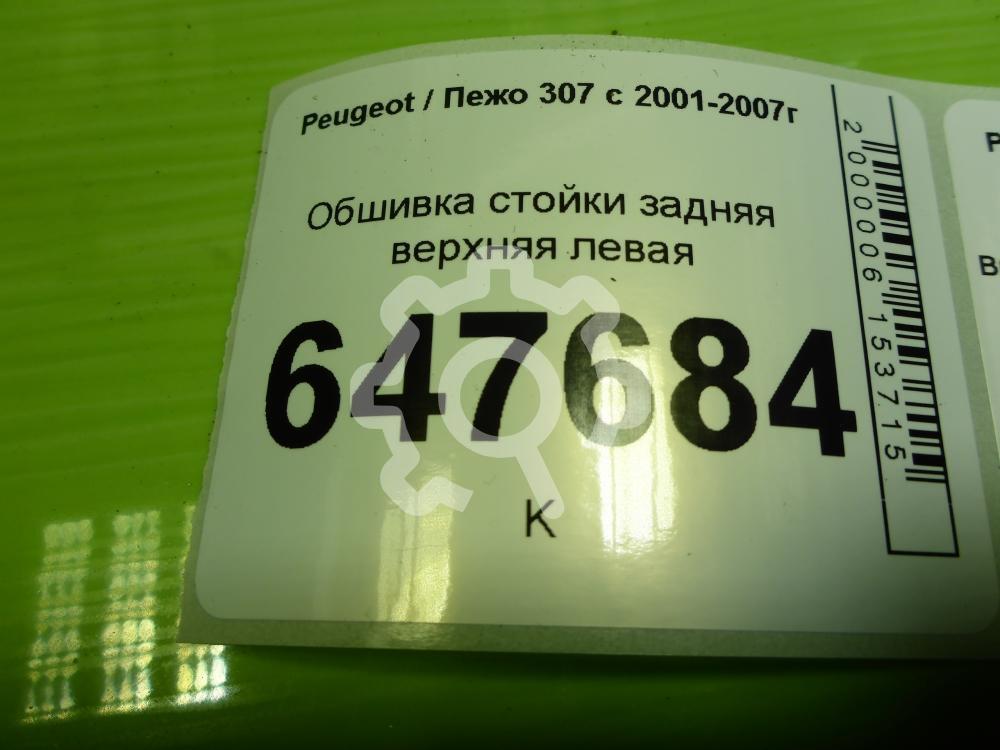 Peugeot / Пежо 307 с 2001-2007г
Обшивка стойки задняя
верхняя левая
647684
К
2000006153715